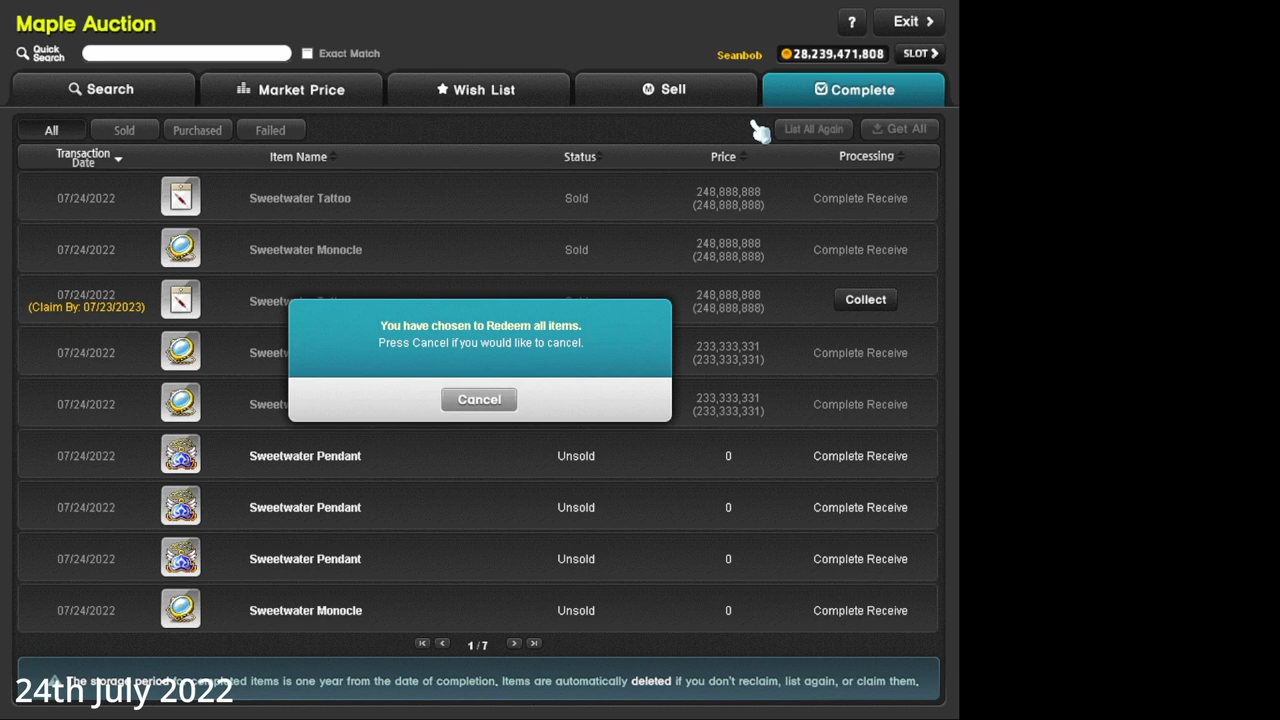 Maple Auction
?
Exit
Quick Search
Exact Match
Seanbob
28,239,471,808
SLOT
Search
Market Price
Wish List
Sell
Complete
All
Sold
Purchased
Failed
List All Again
Get All
Transaction Date
Item Name
Status
Price
Processing
07/24/2022
Sweetwater Tattoo
Sold
248,888,888
(248,888,888)
Complete Receive
07/24/2022
Sweetwater Monocle
Sold
248,888,888
(248,888,888)
Complete Receive
07/24/2022
(Claim By: 07/23/2023)
248,888,888
(248,888,888)
Collect
You have chosen to Redeem all items.
Press Cancel if you would like to cancel.
Cancel
07/24/2022
233,333,331
(233,333,331)
Complete Receive
07/24/2022
233,333,331
(233,333,331)
Complete Receive
07/24/2022
Sweetwater Pendant
Unsold
0
Complete Receive
07/24/2022
Sweetwater Pendant
Unsold
0
Complete Receive
07/24/2022
Sweetwater Pendant
Unsold
0
Complete Receive
07/24/2022
Sweetwater Monocle
Unsold
0
Complete Receive
1 / 7
The storage period for completed items is one year from the date of completion. Items are automatically deleted if you don't reclaim, list again, or claim them.
24th July 2022